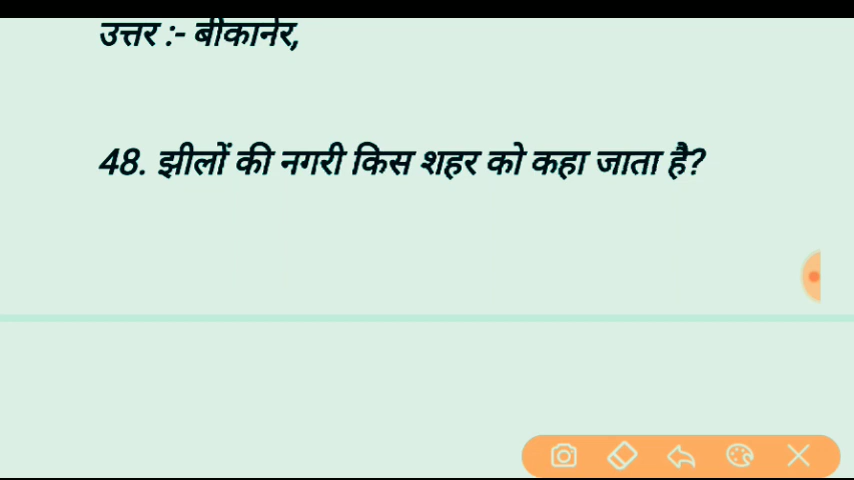 उत्तर :- बीकानेर,
48. झीलों की नगरी किस शहर को कहा जाता है?